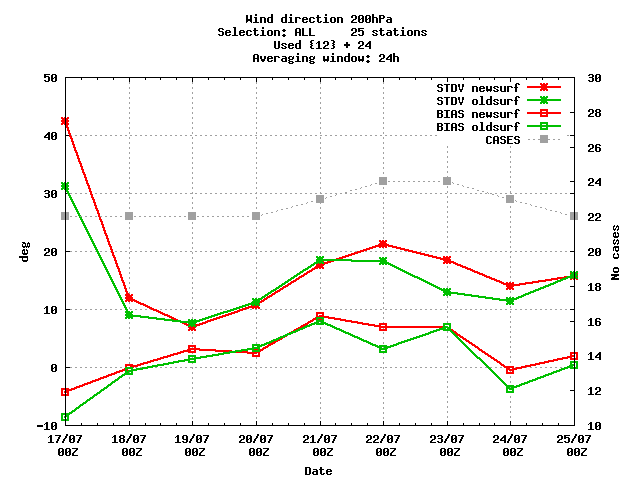 Wind direction 200hPa
Selection: ALL 25 stations
Used {12} + 24
Averaging window: 24h
STDV newsurf
STDV oldsurf
BIAS newsurf
BIAS oldsurf
CASES
50
40
30
20
10
0
-10
deg
30
28
26
24
22
20
18
16
14
12
10
No cases
17/07 18/07 19/07 20/07 21/07 22/07 23/07 24/07 25/07
00Z 00Z 00Z 00Z 00Z 00Z 00Z 00Z 00Z
Date